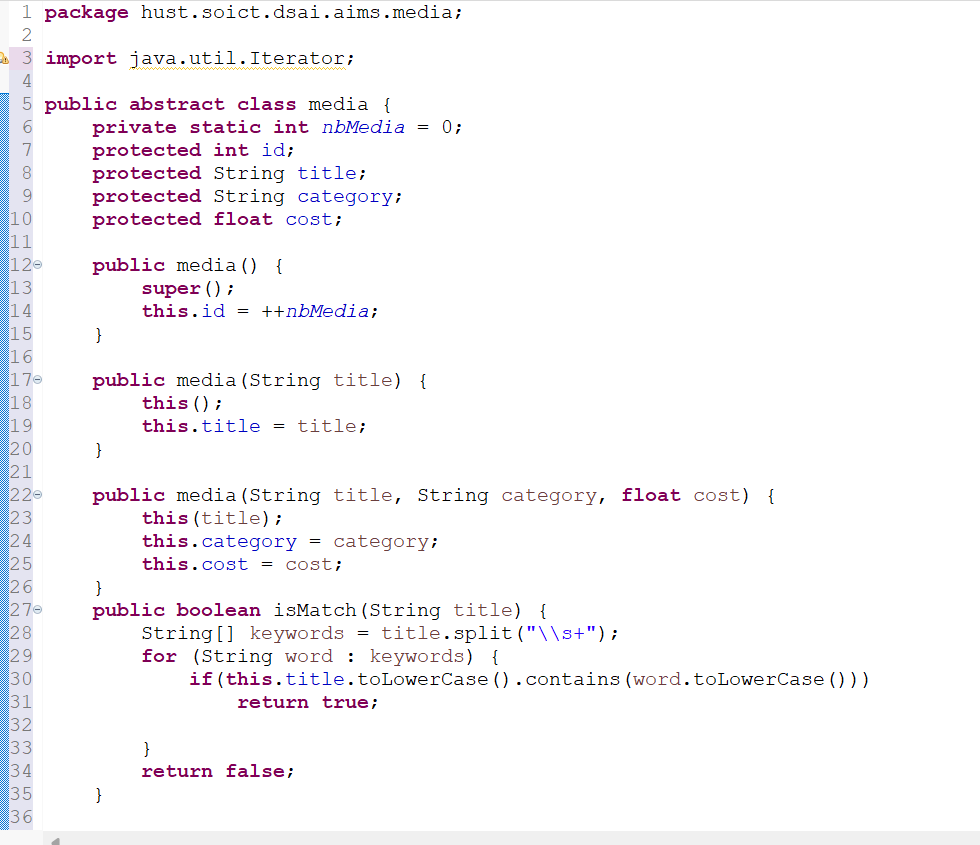 1 package hust.soict.dsai.aims.media;
2
3 import java.util.Iterator;
4
5 public abstract class media {
6     private static int nbMedia = 0;
7     protected int id;
8     protected String title;
9     protected String category;
10     protected float cost;
11
12     public media() {
13         super();
14         this.id = ++nbMedia;
15     }
16
17     public media(String title) {
18         this();
19         this.title = title;
20     }
21
22     public media(String title, String category, float cost) {
23         this(title);
24         this.category = category;
25         this.cost = cost;
26     }
27     public boolean isMatch(String title) {
28         String[] keywords = title.split("\\s+");
29         for (String word : keywords) {
30             if(this.title.toLowerCase().contains(word.toLowerCase()))
31                 return true;
32
33         }
34         return false;
35     }
36